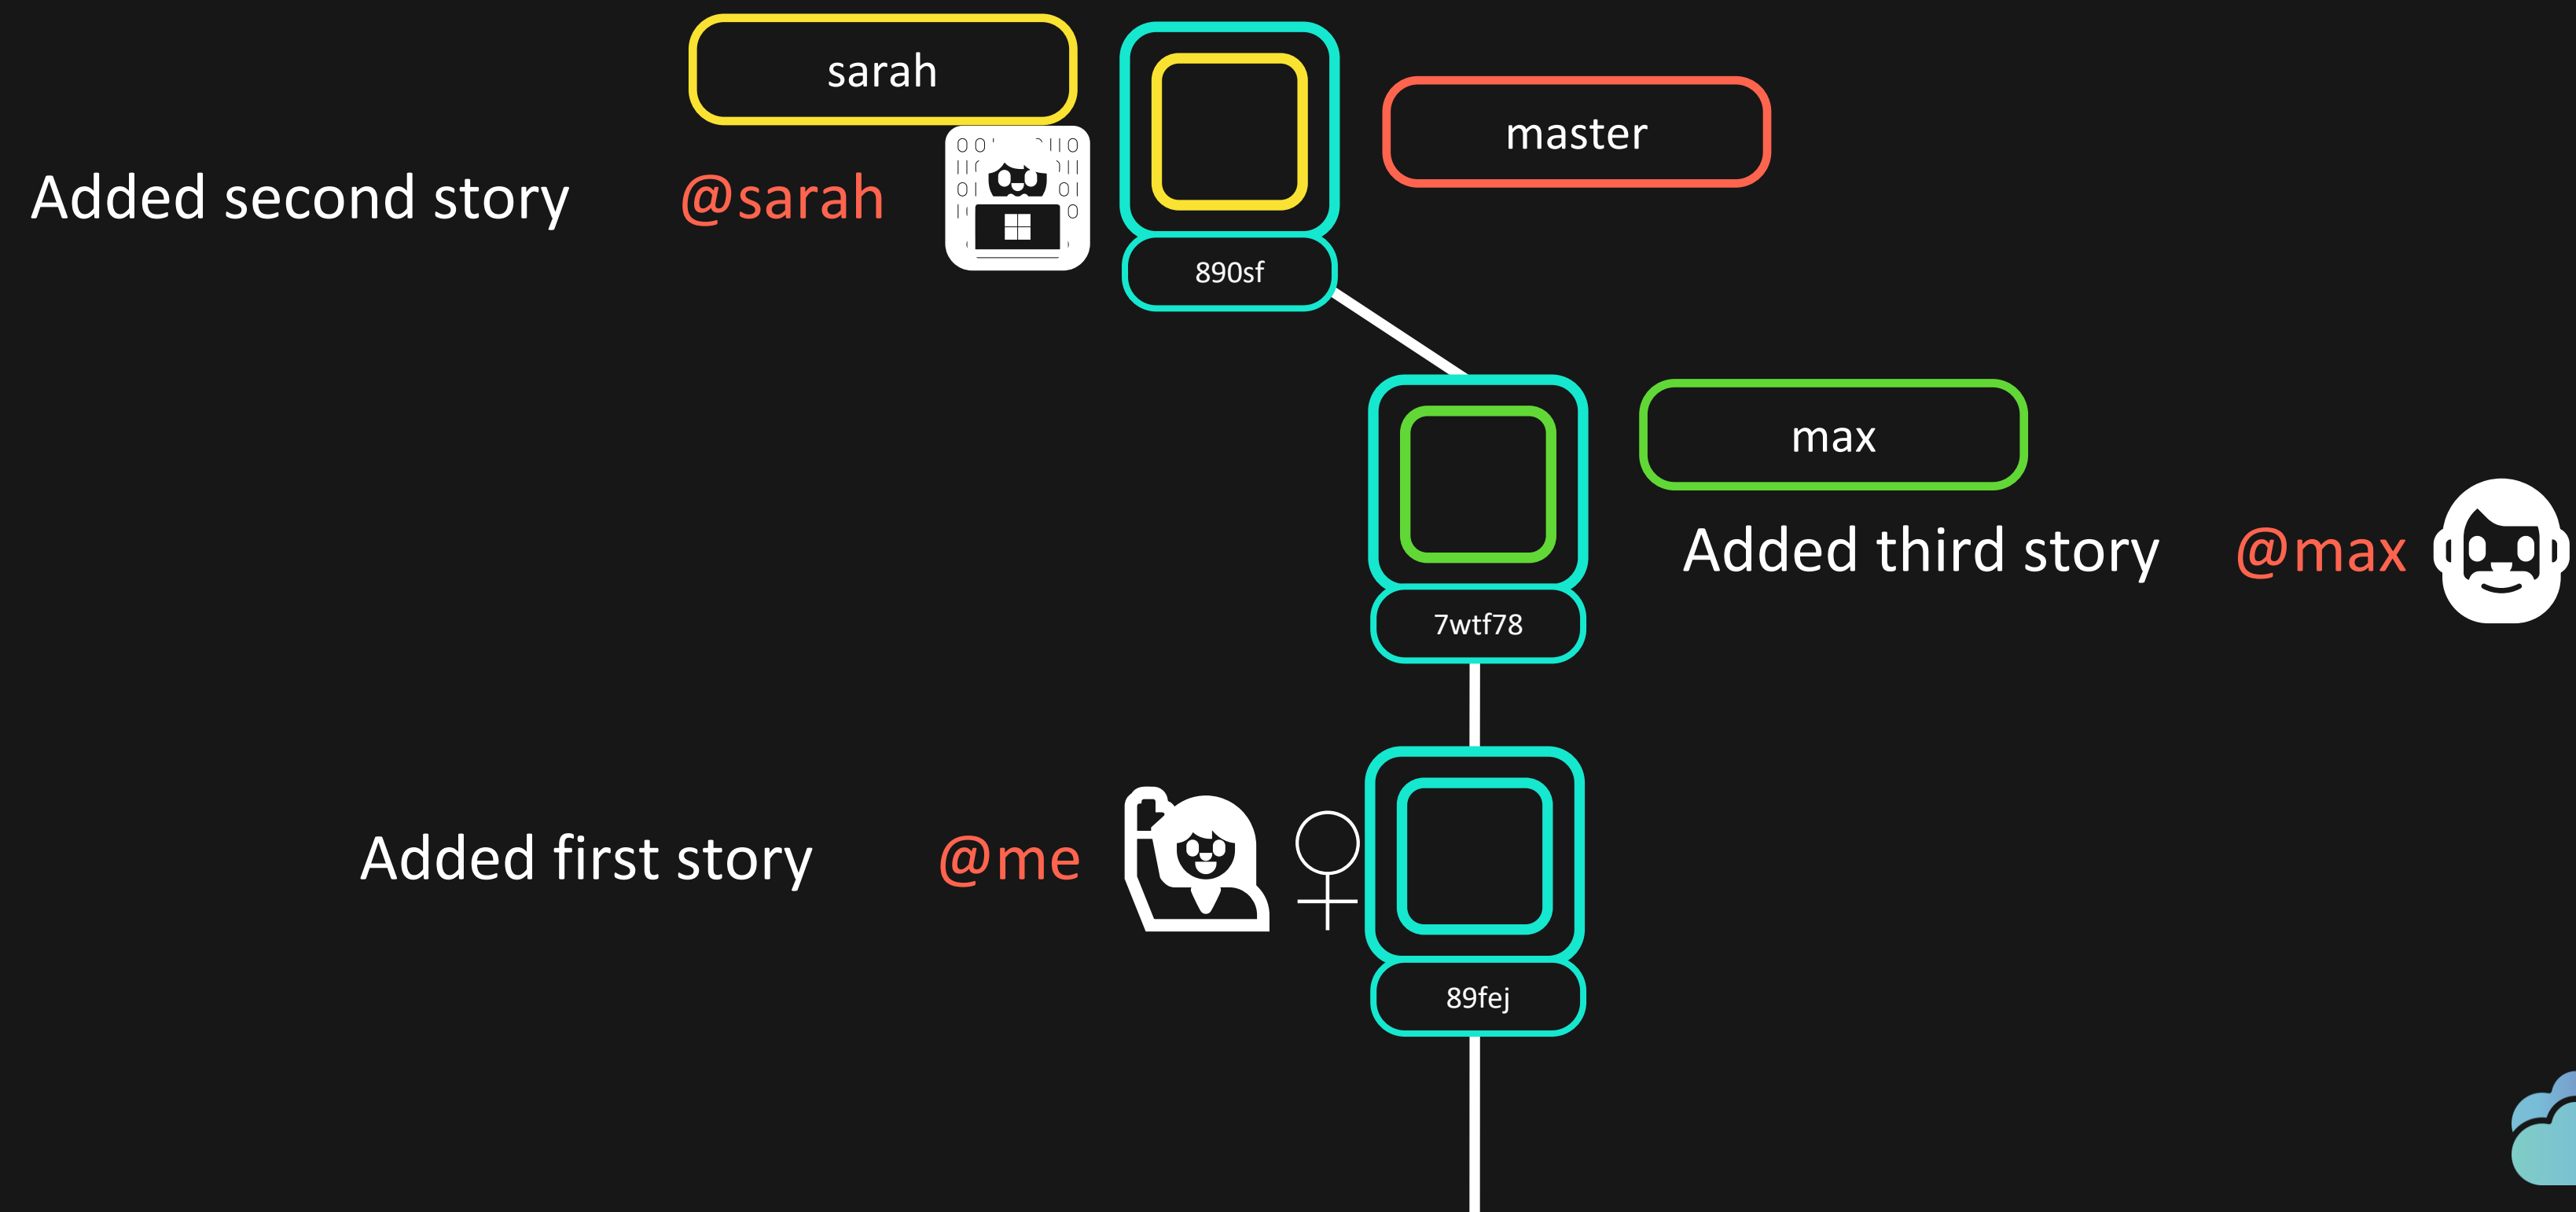 sarah
master
Added second story @sarah
890sf
max
Added third story @max
7wtf78
Added first story @me
89fej